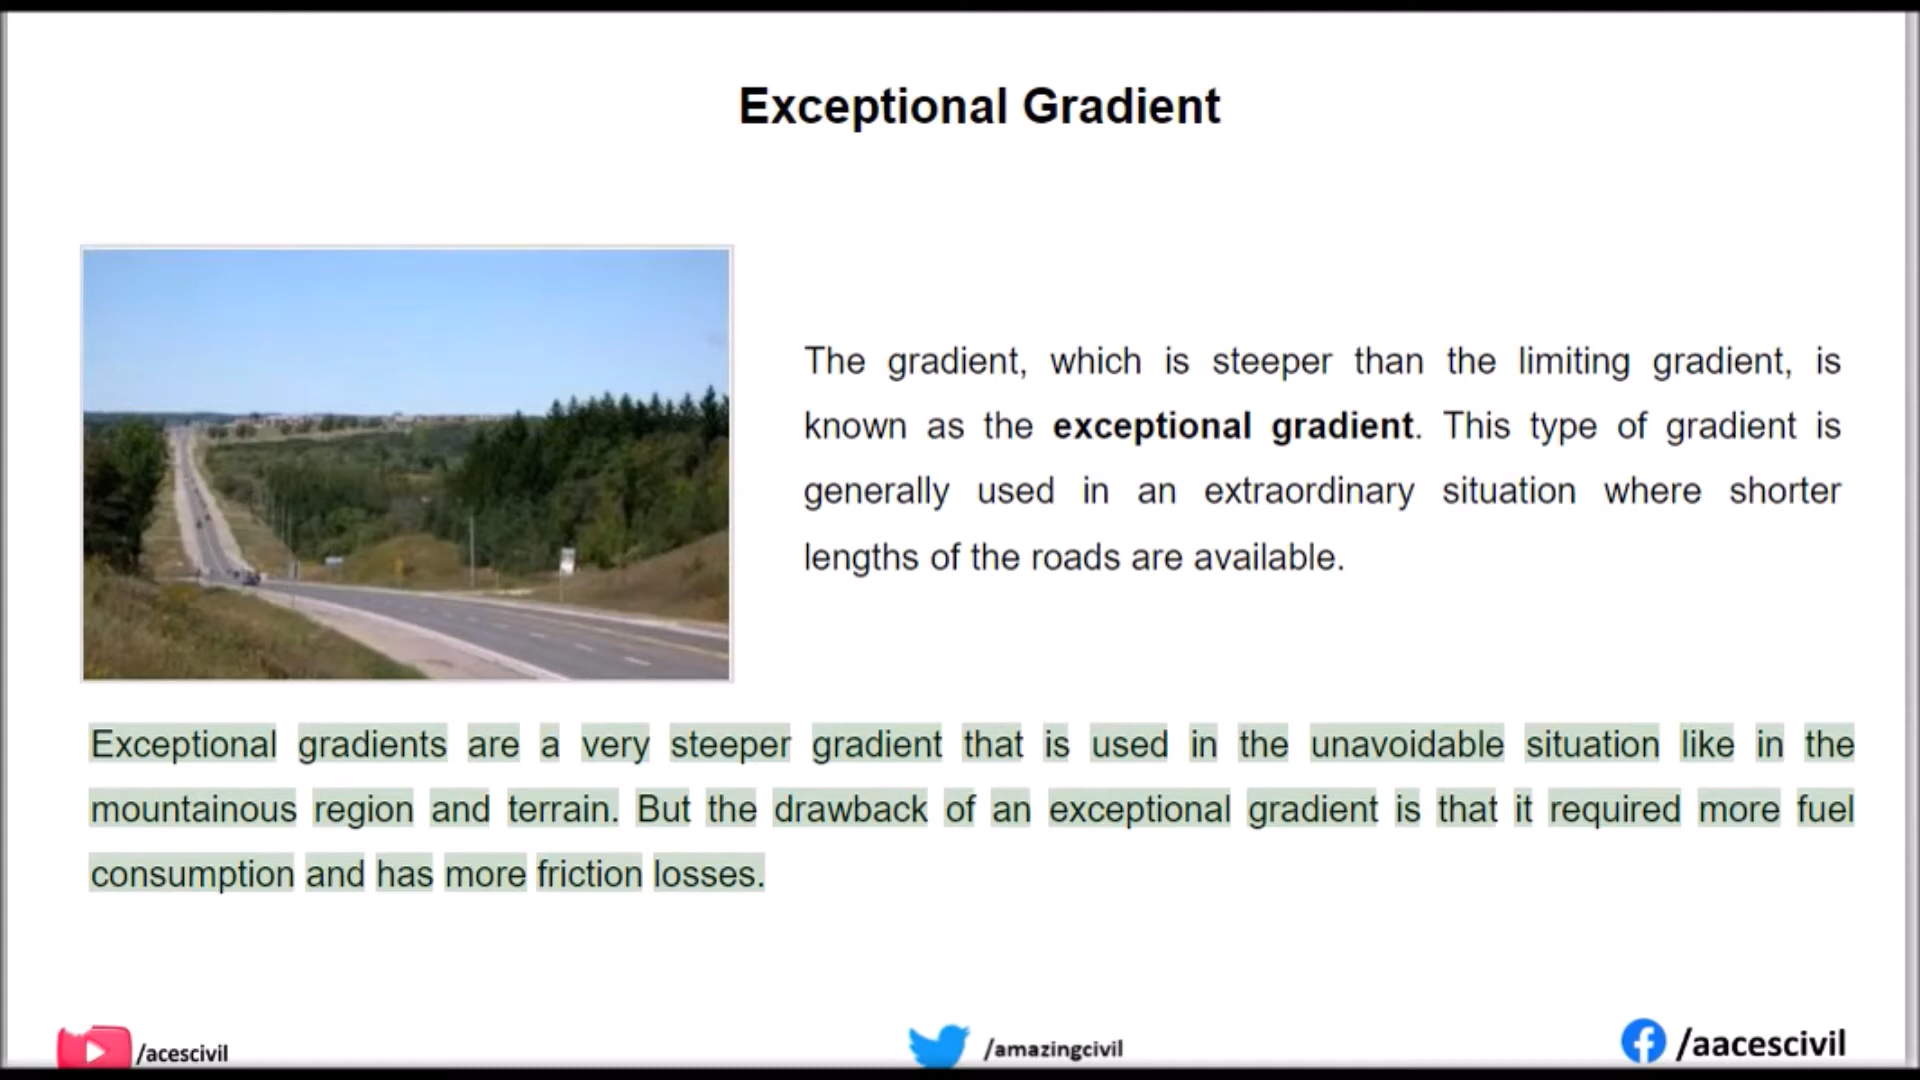 Exceptional Gradient
The gradient, which is steeper than the limiting gradient, is
known as the exceptional gradient. This type of gradient is
generally used in an extraordinary situation where shorter
lengths of the roads are available.
Exceptional gradients are a very steeper gradient that is used in the unavoidable situation like in the
mountainous region and terrain. But the drawback of an exceptional gradient is that it required more fuel
consumption and has more friction losses.
/acescivil
/amazingcivil
/aacescivil